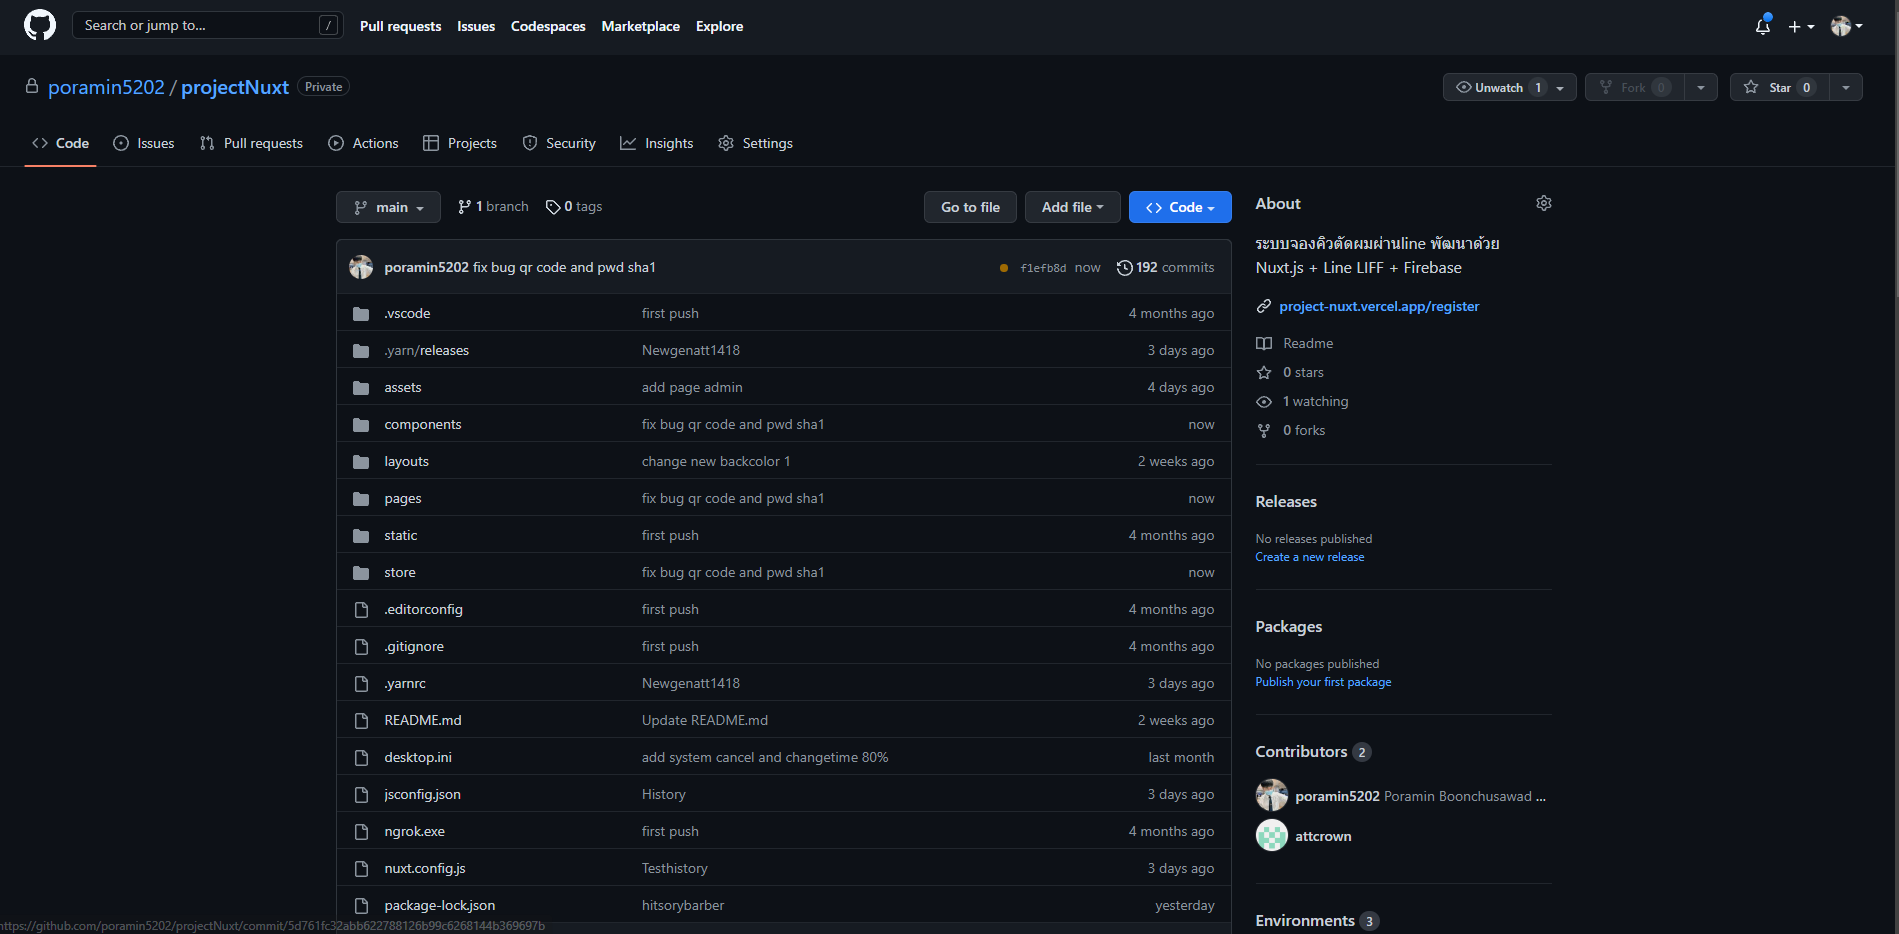 Search or jump to... /
Pull requests Issues Codespaces Marketplace Explore
poramin5202 / projectNuxt Private
Unwatch 1 Fork 0 Star 0
Code Issues Pull requests Actions Projects Security Insights Settings
main 1 branch 0 tags Go to file Add file Code
poramin5202 fix bug qr code and pwd sha1 f1efb8d now 192 commits
.vscode first push 4 months ago
.yarn/releases Newgenatt1418 3 days ago
assets add page admin 4 days ago
components fix bug qr code and pwd sha1 now
layouts change new backcolor 1 2 weeks ago
pages fix bug qr code and pwd sha1 now
static first push 4 months ago
store fix bug qr code and pwd sha1 now
.editorconfig first push 4 months ago
.gitignore first push 4 months ago
.yarnrc Newgenatt1418 3 days ago
README.md Update README.md 2 weeks ago
desktop.ini add system cancel and changetime 80% last month
jsconfig.json History 3 days ago
ngrok.exe first push 4 months ago
nuxt.config.js Testhistory 3 days ago
package-lock.json hitsorybarber yesterday
https://github.com/poramin5202/projectNuxt/commit/5d761fc32abb622788126b99c6268144b369697b
About
ระบบจองคิวตัดผมผ่านline พัฒนาด้วย
Nuxt.js + Line LIFF + Firebase
project-nuxt.vercel.app/register
Readme
0 stars
1 watching
0 forks
Releases
No releases published
Create a new release
Packages
No packages published
Publish your first package
Contributors 2
poramin5202 Poramin Boonchusawad ...
attcrown
Environments 3